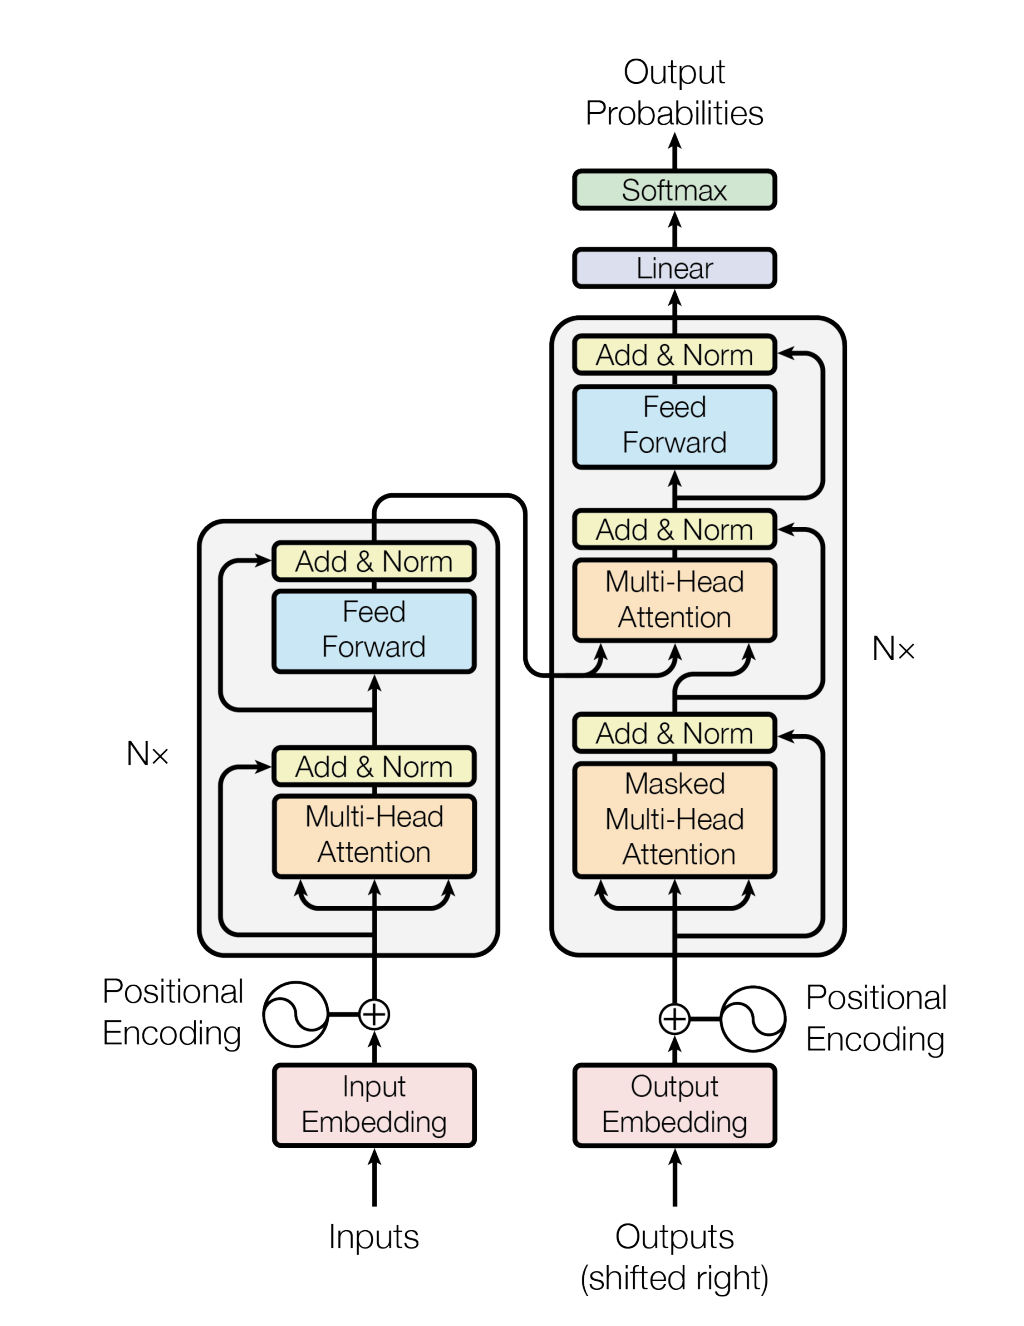 Output
Probabilities
Softmax
Linear
Add & Norm
Feed
Forward
Add & Norm
Multi-Head
Attention
Add & Norm
Masked
Multi-Head
Attention
N×
Add & Norm
Feed
Forward
Add & Norm
Multi-Head
Attention
N×
Positional
Encoding
Positional
Encoding
Input
Embedding
Output
Embedding
Inputs
Outputs
(shifted right)